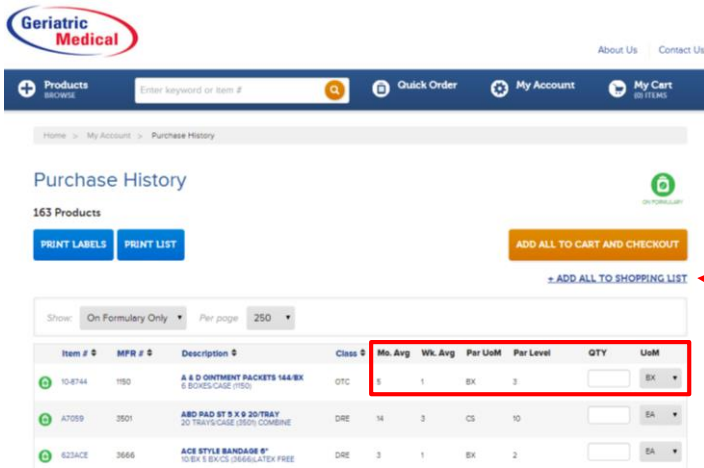 Geriatric
Medical
About Us Contact Us
Products
BROWSE
Enter keyword or item #
Quick Order
My Account
My Cart
(0) ITEMS
Home > My Account > Purchase History
Purchase History
ON FORMULARY
163 Products
PRINT LABELS PRINT LIST ADD ALL TO CART AND CHECKOUT
+ ADD ALL TO SHOPPING LIST
Show: On Formulary Only Per page 250
Item # MFR # Description Class Mo. Avg Wk. Avg Par UoM Par Level QTY UoM
10-8744 1150 A & D OINTMENT PACKETS 144/BX OTC 5 1 BX 3 BX
6 BOXES/CASE (1150)
A7059 3501 ABD PAD ST 5 X 9 20/TRAY DRE 14 3 CS 10 EA
20 TRAYS/CASE (3501) COMBINE
623ACE 3666 ACE STYLE BANDAGE 6" DRE 3 1 BX 2 EA
10/BX 5 BX/CS (3666)LATEX FREE